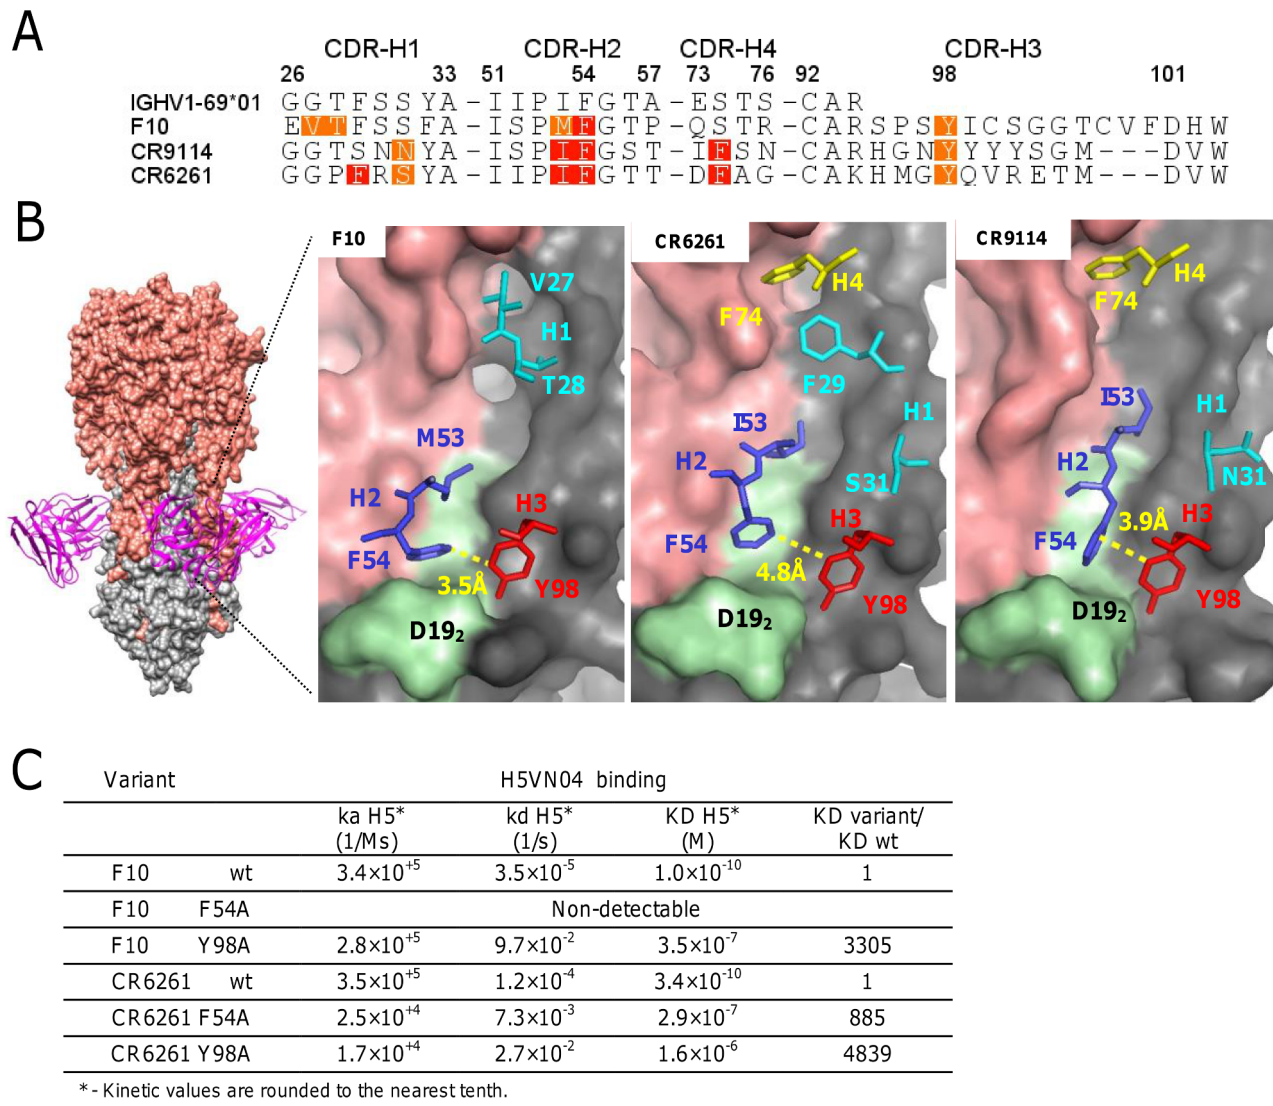 A
CDR-H1 CDR-H2 CDR-H4 CDR-H3
26 33 51 54 57 73 76 92 98 101
IGHV1-69*01 GGTFSSYA-IIPIFGTA-ESTS-CAR
F10 EVTFSSFA-ISPMFGTP-QSTR-CARSPSYICSGGTCVFDHW
CR9114 GGTSNNYA-ISPIFGST-IFSN-CARHGNYYYYSGM---DVW
CR6261 GGPFRSYA-IIPIFGTT-DFAG-CAKHMGYQVRETM---DVW
B
F10
V27
H1
T28
M53
H2
H3
F54
3.5Å
Y98
D19₂
CR6261
H4
F74
F29
H1
I53
H2
S31
H3
F54
4.8Å
Y98
D19₂
CR9114
H4
F74
I53
H1
H2
N31
3.9Å
H3
F54
Y98
D19₂
C
Variant H5VN04 binding
ka H5* kd H5* KD H5* KD variant/
(1/Ms) (1/s) (M) KD wt
F10 wt 3.4×10⁺⁵ 3.5×10⁻⁵ 1.0×10⁻¹⁰ 1
F10 F54A Non-detectable
F10 Y98A 2.8×10⁺⁵ 9.7×10⁻² 3.5×10⁻⁷ 3305
CR6261 wt 3.5×10⁺⁵ 1.2×10⁻⁴ 3.4×10⁻¹⁰ 1
CR6261 F54A 2.5×10⁺⁴ 7.3×10⁻³ 2.9×10⁻⁷ 885
CR6261 Y98A 1.7×10⁺⁴ 2.7×10⁻² 1.6×10⁻⁶ 4839
*- Kinetic values are rounded to the nearest tenth.